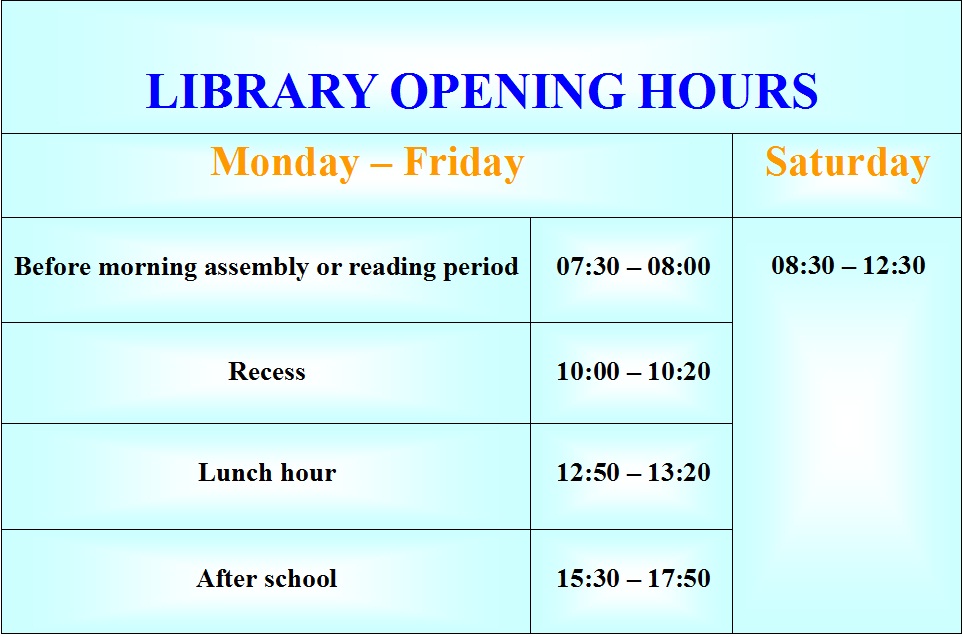 LIBRARY OPENING HOURS
Monday – Friday Saturday
Before morning assembly or reading period 07:30 – 08:00 08:30 – 12:30
Recess 10:00 – 10:20
Lunch hour 12:50 – 13:20
After school 15:30 – 17:50